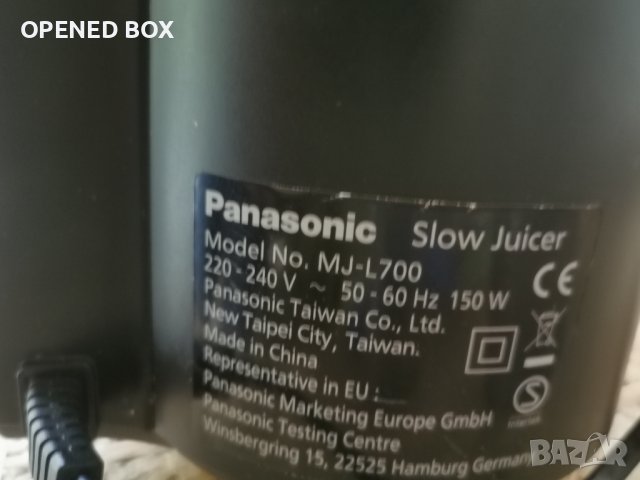 OPENED BOX
Panasonic Slow Juicer
Model No. MJ-L700
220 - 240 V ~ 50 - 60 Hz 150 W
Panasonic Taiwan Co., Ltd.
New Taipei City, Taiwan.
Made in China
Representative in EU :
Panasonic Marketing Europe GmbH
Panasonic Testing Centre
Winsbergring 15, 22525 Hamburg Germany
CE
S
Intertek
BAZAR